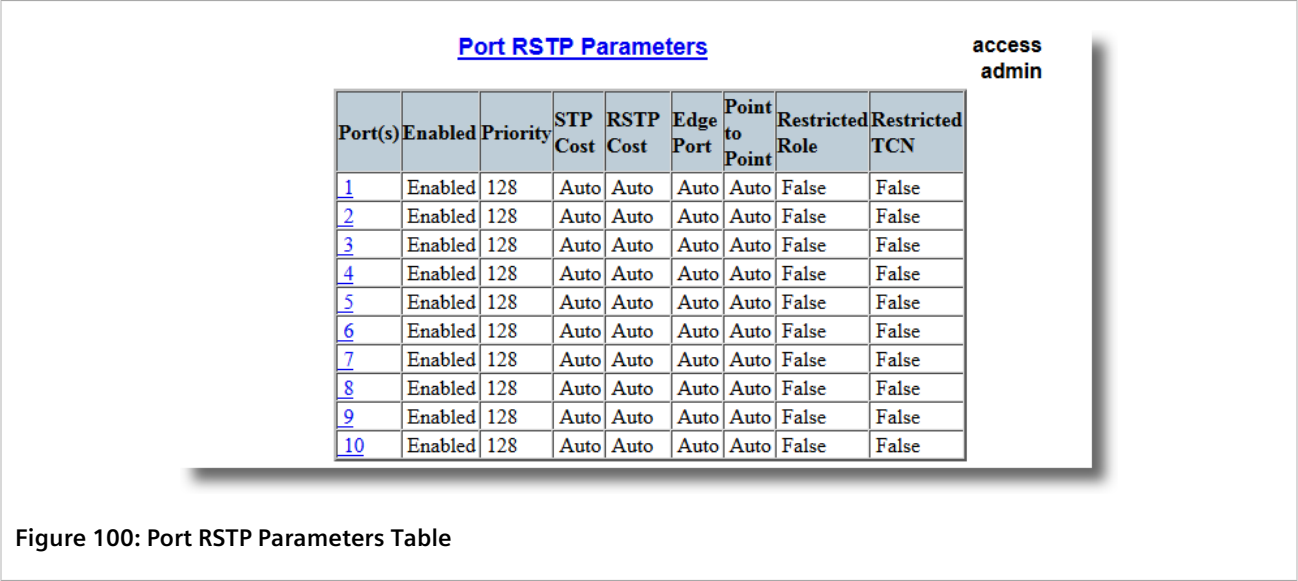 Port RSTP Parameters
access
admin
Port(s) Enabled Priority STP Cost RSTP Cost Edge Port Point to Point Restricted Role Restricted TCN
1 Enabled 128 Auto Auto Auto Auto False False
2 Enabled 128 Auto Auto Auto Auto False False
3 Enabled 128 Auto Auto Auto Auto False False
4 Enabled 128 Auto Auto Auto Auto False False
5 Enabled 128 Auto Auto Auto Auto False False
6 Enabled 128 Auto Auto Auto Auto False False
7 Enabled 128 Auto Auto Auto Auto False False
8 Enabled 128 Auto Auto Auto Auto False False
9 Enabled 128 Auto Auto Auto Auto False False
10 Enabled 128 Auto Auto Auto Auto False False
Figure 100: Port RSTP Parameters Table